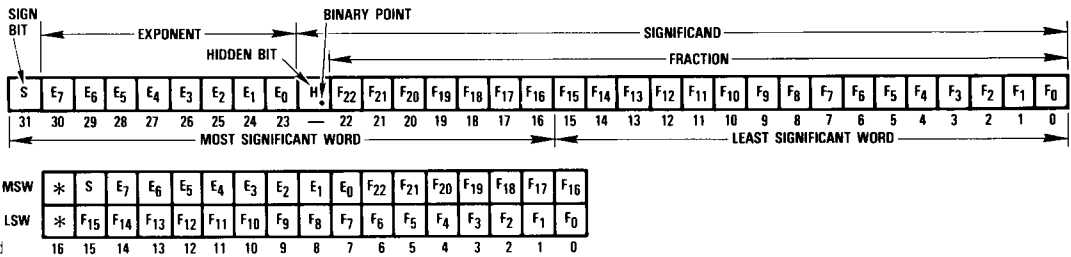 SIGN
BIT
EXPONENT
HIDDEN BIT
BINARY POINT
SIGNIFICAND
FRACTION
S E7 E6 E5 E4 E3 E2 E1 E0 H. F22 F21 F20 F19 F18 F17 F16 F15 F14 F13 F12 F11 F10 F9 F8 F7 F6 F5 F4 F3 F2 F1 F0
31 30 29 28 27 26 25 24 23 — 22 21 20 19 18 17 16 15 14 13 12 11 10 9 8 7 6 5 4 3 2 1 0
MOST SIGNIFICANT WORD
LEAST SIGNIFICANT WORD
MSW * S E7 E6 E5 E4 E3 E2 E1 E0 F22 F21 F20 F19 F18 F17 F16
LSW * F15 F14 F13 F12 F11 F10 F9 F8 F7 F6 F5 F4 F3 F2 F1 F0
16 15 14 13 12 11 10 9 8 7 6 5 4 3 2 1 0